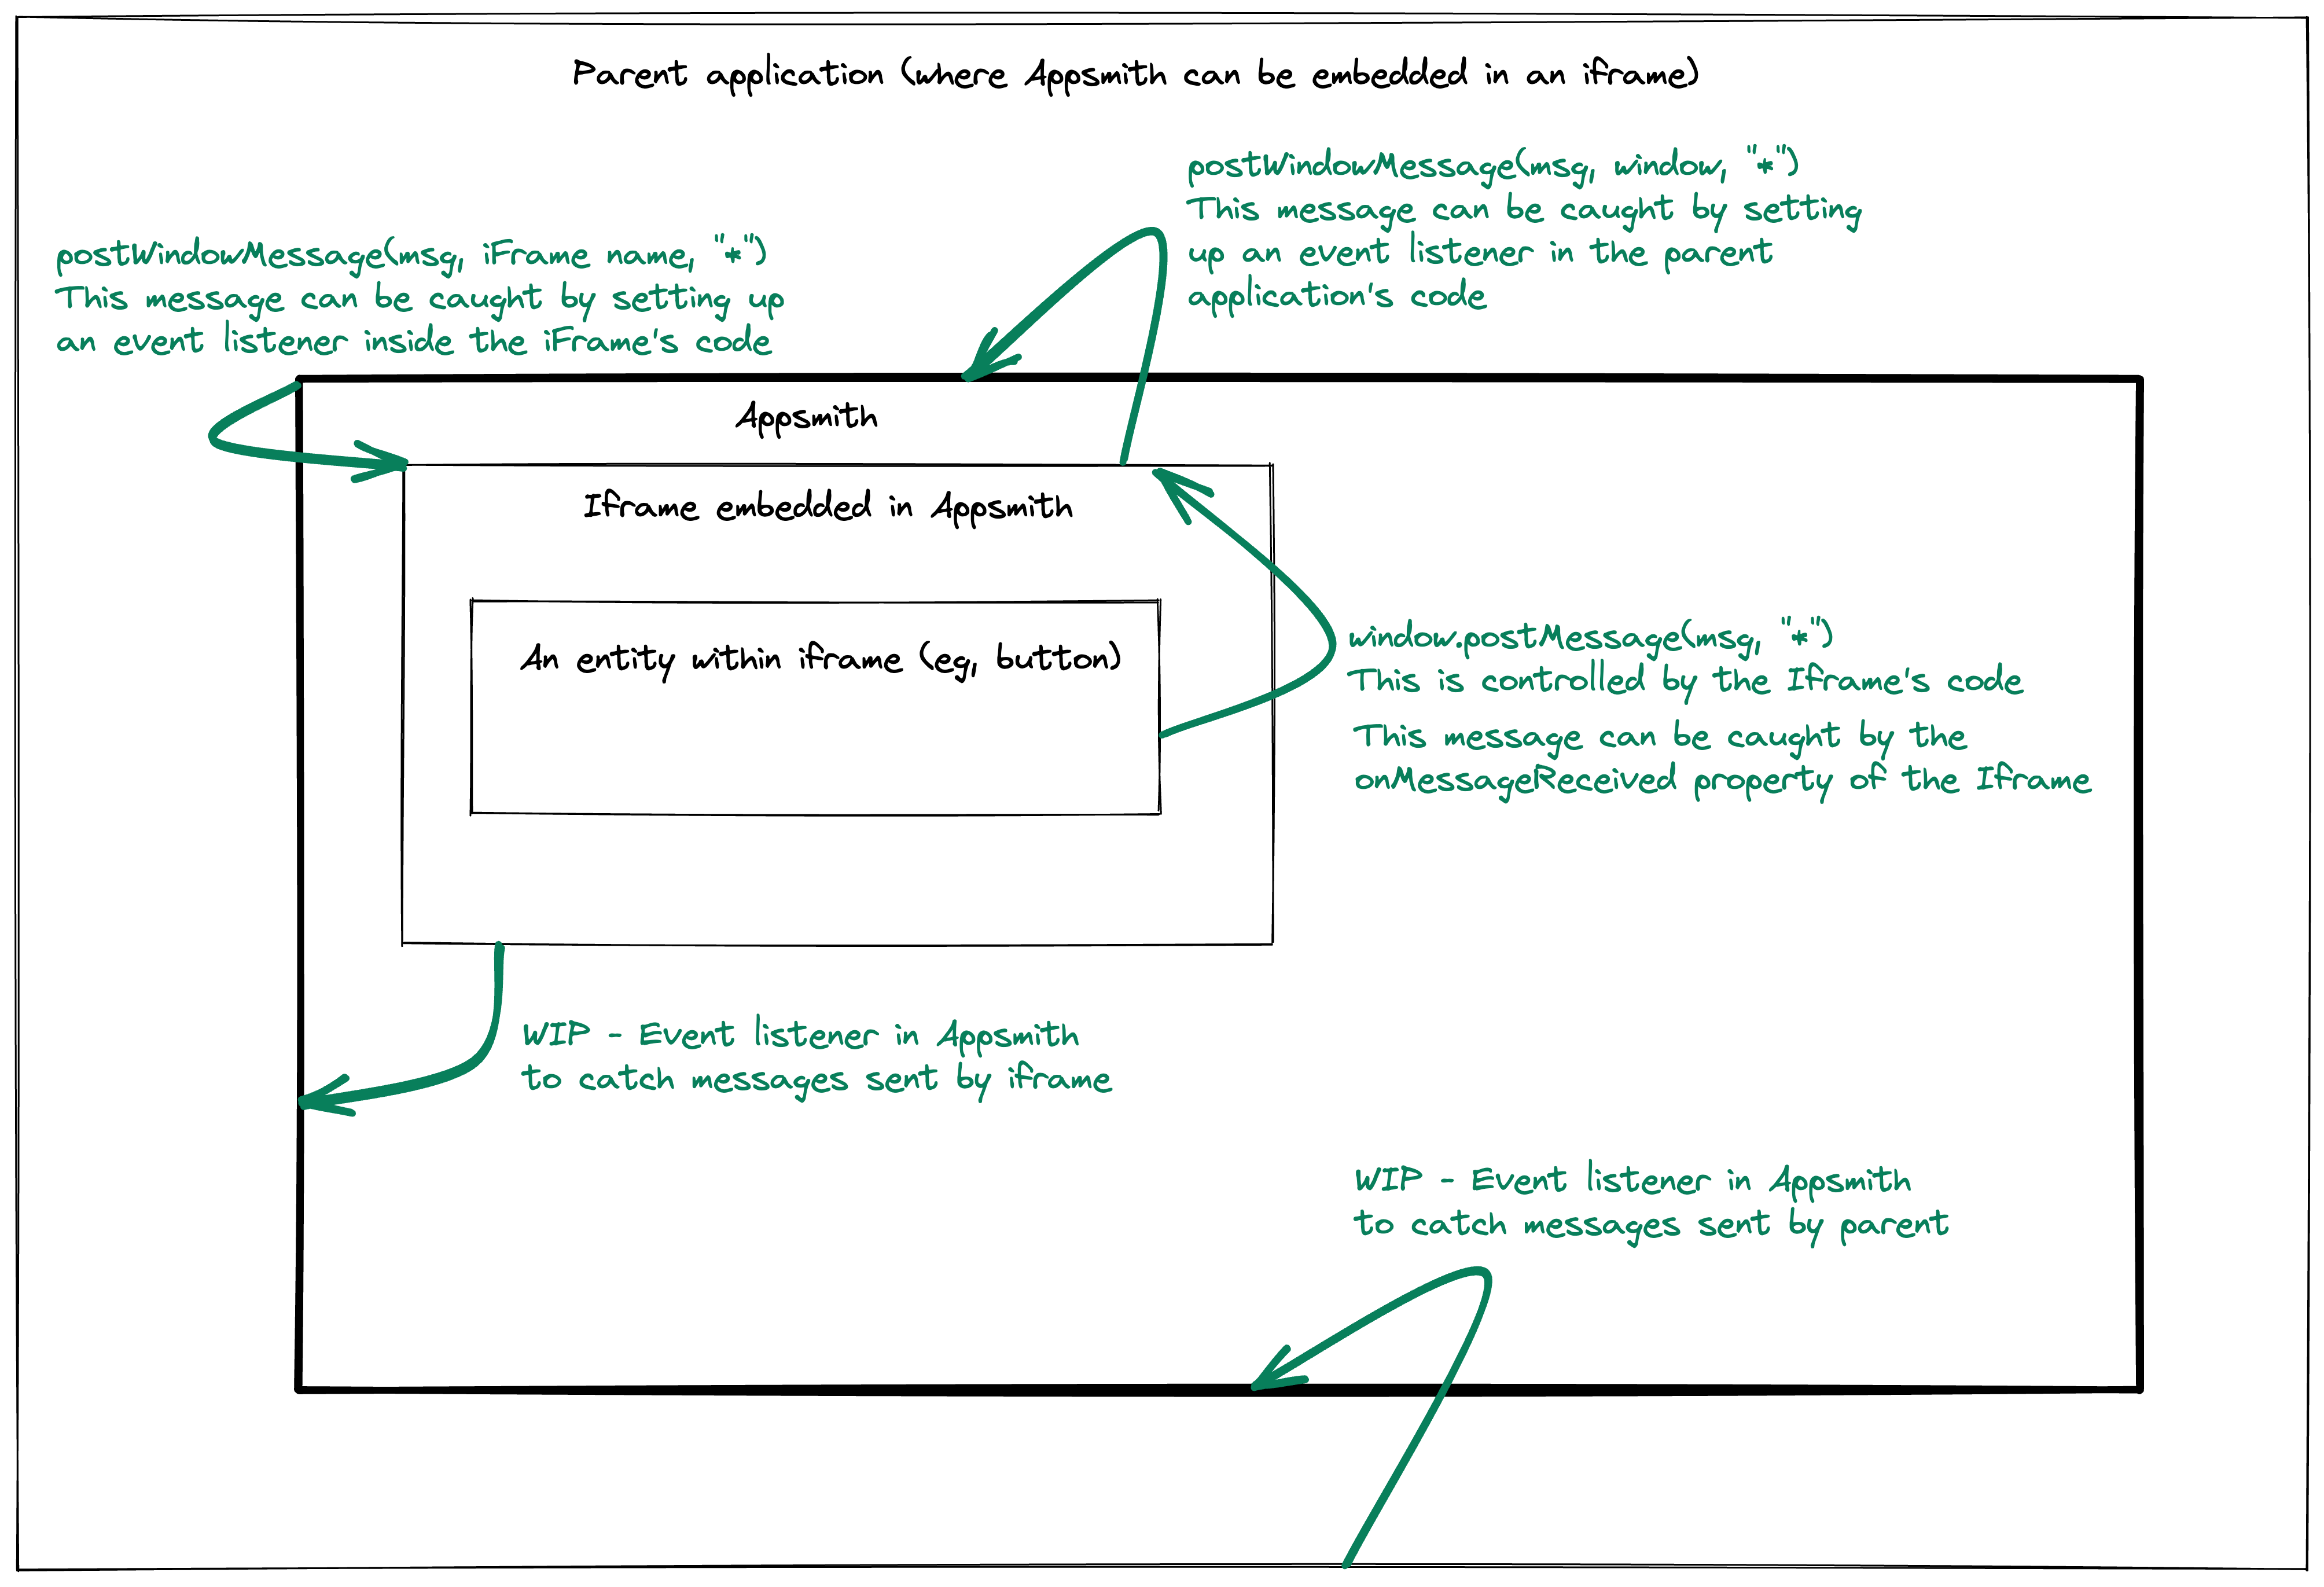 Parent application (where Appsmith can be embedded in an iframe)
postWindowMessage(msg, window, "*")
This message can be caught by setting
up an event listener in the parent
application's code
postWindowMessage(msg, iFrame name, "*")
This message can be caught by setting up
an event listener inside the iFrame's code
Appsmith
Iframe embedded in Appsmith
An entity within iframe (eg, button)
window.postMessage(msg, "*")
This is controlled by the Iframe's code
This message can be caught by the
onMessageReceived property of the Iframe
WIP - Event listener in Appsmith
to catch messages sent by iframe
WIP - Event listener in Appsmith
to catch messages sent by parent